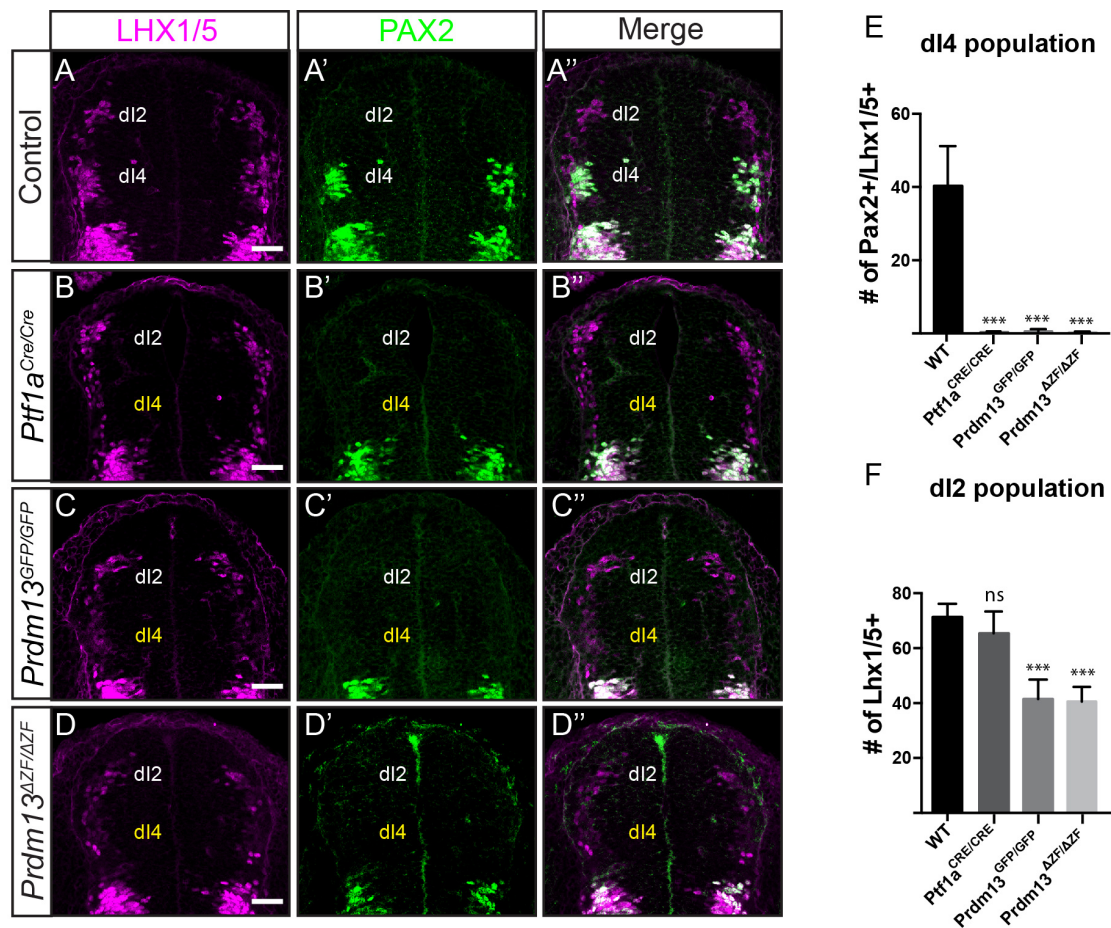 LHX1/5 PAX2 Merge
Control
A A’ A’’
dI2 dI2 dI2
dI4 dI4 dI4
Ptf1a^Cre/Cre
B B’ B’’
dI2 dI2 dI2
dI4 dI4 dI4
Prdm13^GFP/GFP
C C’ C’’
dI2 dI2 dI2
dI4 dI4 dI4
Prdm13^ΔZF/ΔZF
D D’ D’’
dI2 dI2 dI2
dI4 dI4 dI4
E
dI4 population
# of Pax2+/Lhx1/5+
60
40
20
*** *** ***
WT
Ptf1a^CRE/CRE
Prdm13^GFP/GFP
Prdm13^ΔZF/ΔZF
F
dI2 population
# of Lhx1/5+
80
60
40
20
ns
*** ***
WT
Ptf1a^CRE/CRE
Prdm13^GFP/GFP
Prdm13^ΔZF/ΔZF